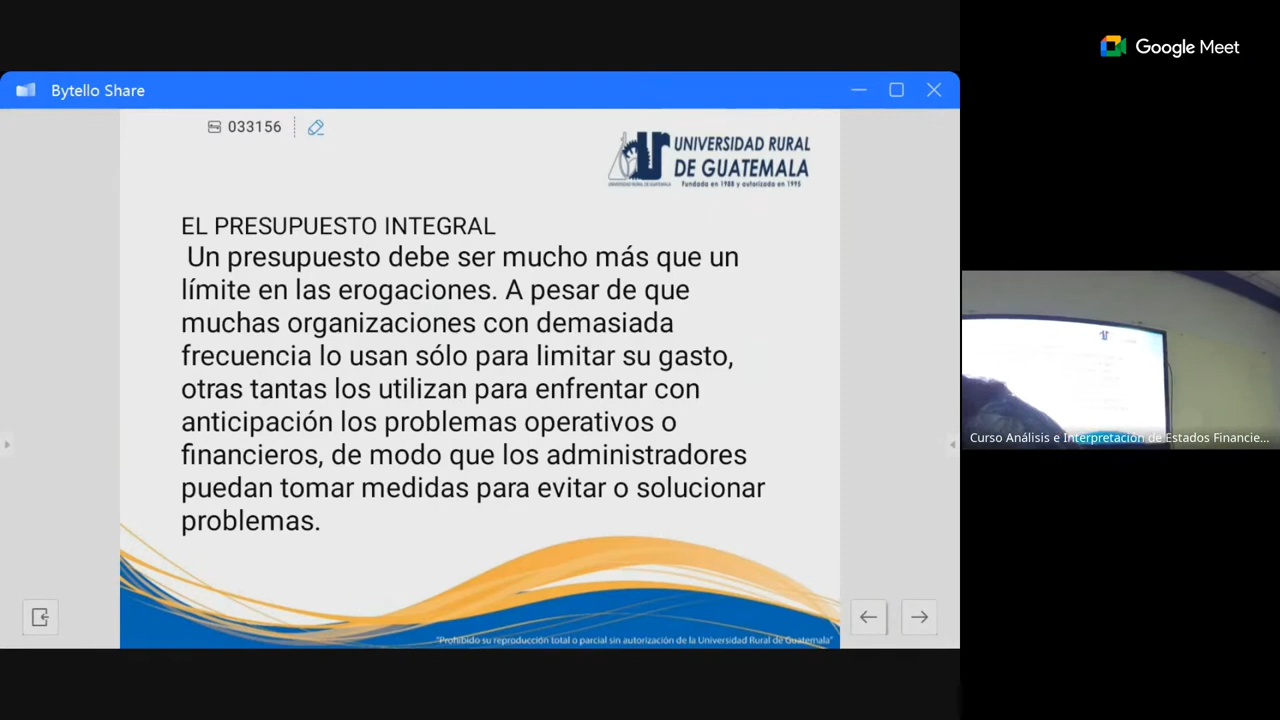 Google Meet
Bytello Share
033156
UNIVERSIDAD RURAL
DE GUATEMALA
Fundada en 1988 y autorizada en 1995
UNIVERSIDAD RURAL DE GUATEMALA
EL PRESUPUESTO INTEGRAL
Un presupuesto debe ser mucho más que un
límite en las erogaciones. A pesar de que
muchas organizaciones con demasiada
frecuencia lo usan sólo para limitar su gasto,
otras tantas los utilizan para enfrentar con
anticipación los problemas operativos o
financieros, de modo que los administradores
puedan tomar medidas para evitar o solucionar
problemas.
Curso Análisis e Interpretación de Estados Financie...
"Prohibido su reproducción total o parcial sin autorización de la Universidad Rural de Guatemala"